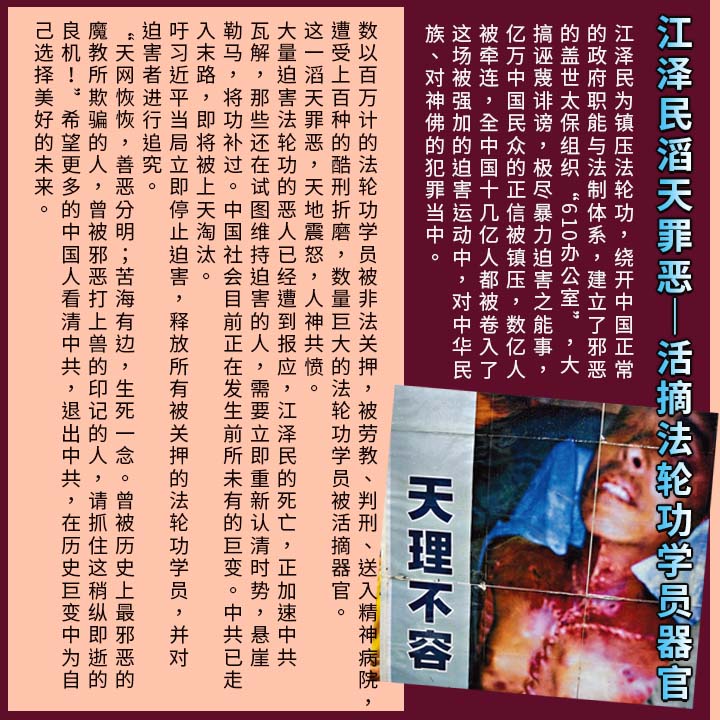 江泽民滔天罪恶—活摘法轮功学员器官
江泽民为镇压法轮功，绕开中国正常
的政府职能与法制体系，建立了邪恶
的盖世太保组织“610办公室”，大
搞诬蔑诽谤，极尽暴力迫害之能事，
亿万中国民众的正信被镇压，数亿人
被牵连，全中国十几亿人都被卷入了
这场被强加的迫害运动中，对中华民
族、对神佛的犯罪当中。
天理不容
数以百万计的法轮功学员被非法关押，被劳教、判刑、送入精神病院，
遭受上百种的酷刑折磨，数量巨大的法轮功学员被活摘器官。
这一滔天罪恶，天地震怒，人神共愤。
大量迫害法轮功的恶人已经遭到报应，江泽民的死亡，正加速中共
瓦解，那些还在试图维持迫害的人，需要立即重新认清时势，悬崖
勒马，将功补过。中国社会目前正在发生前所未有的巨变。中共已走
入末路，即将被上天淘汰。
吁习近平当局立即停止迫害，释放所有被关押的法轮功学员，并对
迫害者进行追究。
“天网恢恢，善恶分明；苦海有边，生死一念。曾被历史上最邪恶的
魔教所欺骗的人，曾被邪恶打上兽的印记的人，请抓住这稍纵即逝的
良机！”希望更多的中国人看清中共，退出中共，在历史巨变中为自
己选择美好的未来。